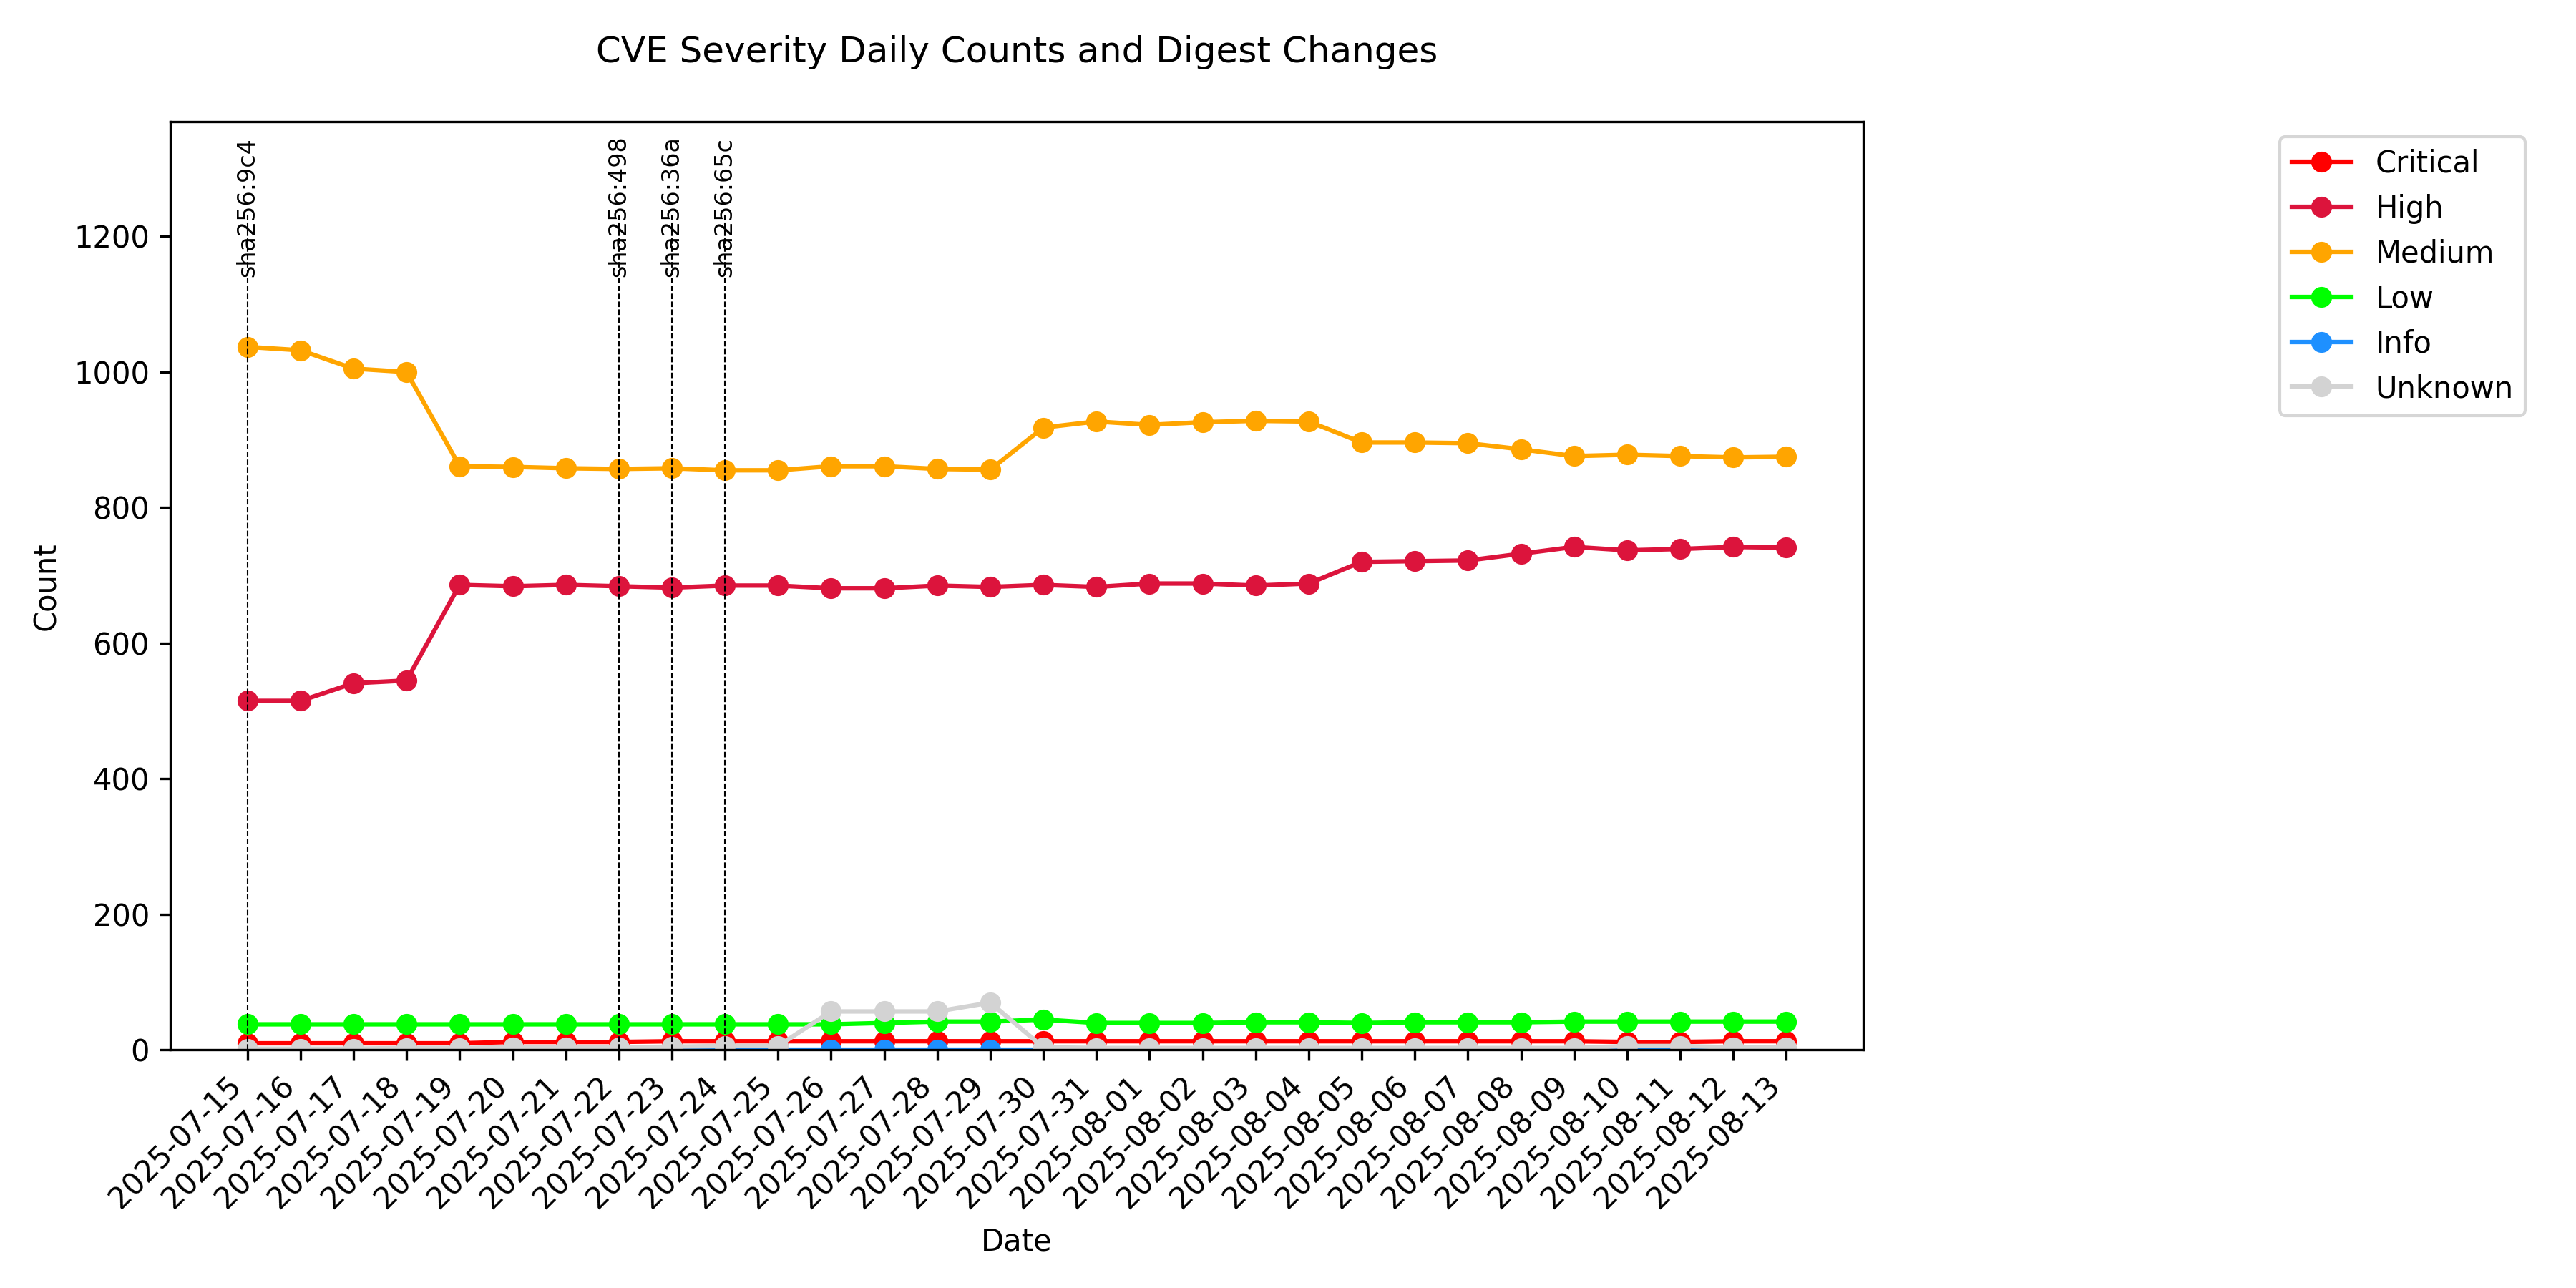 CVE Severity Daily Counts and Digest Changes
sha256:9c4
sha256:498
sha256:36a
sha256:65c
Critical
High
Medium
Low
Info
Unknown
1200
1000
800
600
400
200
0
Count
2025-07-15
2025-07-16
2025-07-17
2025-07-18
2025-07-19
2025-07-20
2025-07-21
2025-07-22
2025-07-23
2025-07-24
2025-07-25
2025-07-26
2025-07-27
2025-07-28
2025-07-29
2025-07-30
2025-07-31
2025-08-01
2025-08-02
2025-08-03
2025-08-04
2025-08-05
2025-08-06
2025-08-07
2025-08-08
2025-08-09
2025-08-10
2025-08-11
2025-08-12
2025-08-13
Date